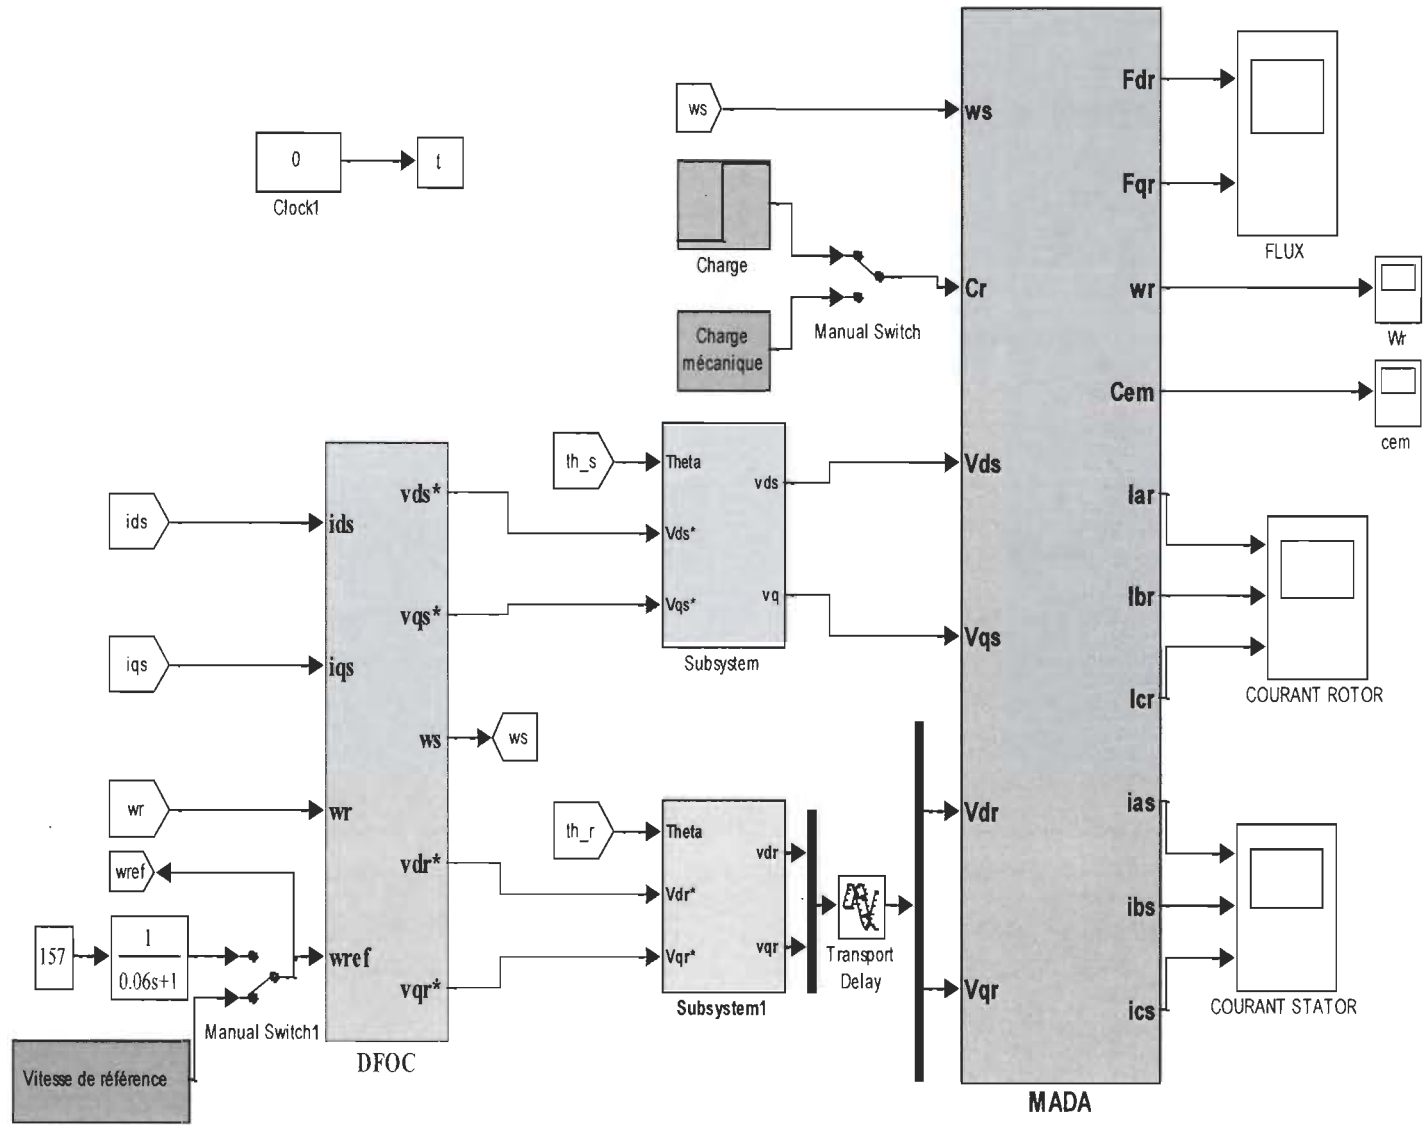 0
Clock1
t
ws
Charge
Charge
mécanique
Manual Switch
ws
Cr
Vds
Vqs
Vdr
Vqr
Fdr
Fqr
wr
Cem
Iar
Ibr
Icr
ias
ibs
ics
MADA
FLUX
Wr
cem
COURANT ROTOR
COURANT STATOR
th_s
Theta
Vds*
Vqs*
vds
vq
Subsystem
ids
iqs
wr
wref
157
1
0.06s+1
Manual Switch1
Vitesse de référence
ids
iqs
wr
wref
vds*
vqs*
ws
vdr*
vqr*
DFOC
ws
th_r
Theta
Vdr*
Vqr*
vdr
vqr
Subsystem1
Transport
Delay